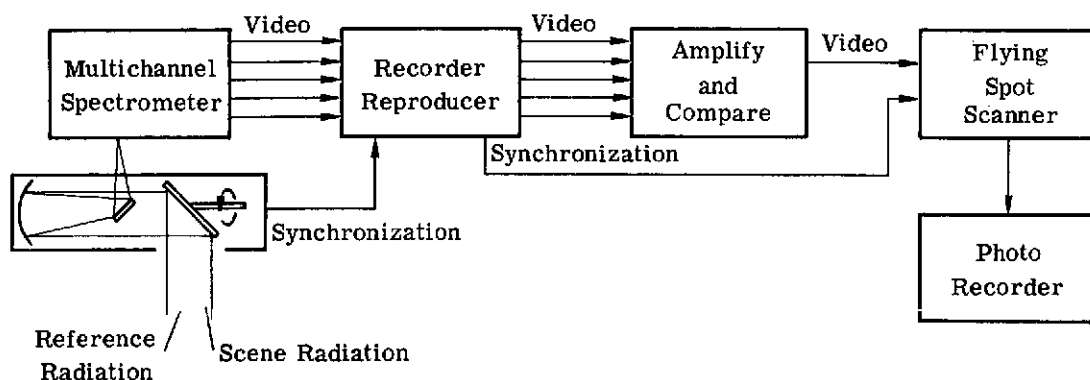 Video
Multichannel
Spectrometer
Recorder
Reproducer
Video
Amplify
and
Compare
Video
Flying
Spot
Scanner
Synchronization
Synchronization
Photo
Recorder
Reference
Radiation
Scene Radiation